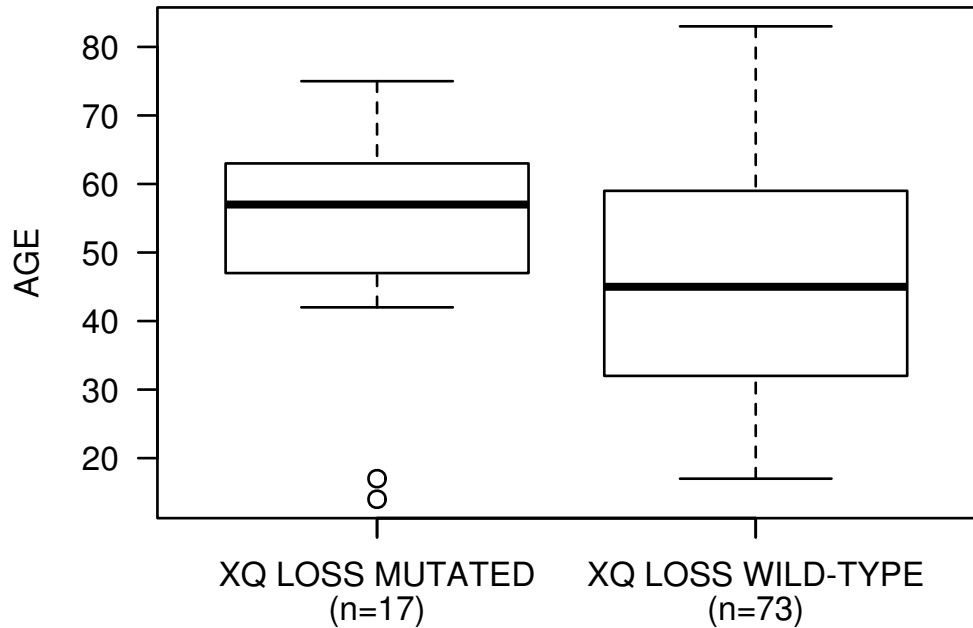 80
70
60
50
40
30
20
AGE
XQ LOSS MUTATED
(n=17)
XQ LOSS WILD-TYPE
(n=73)